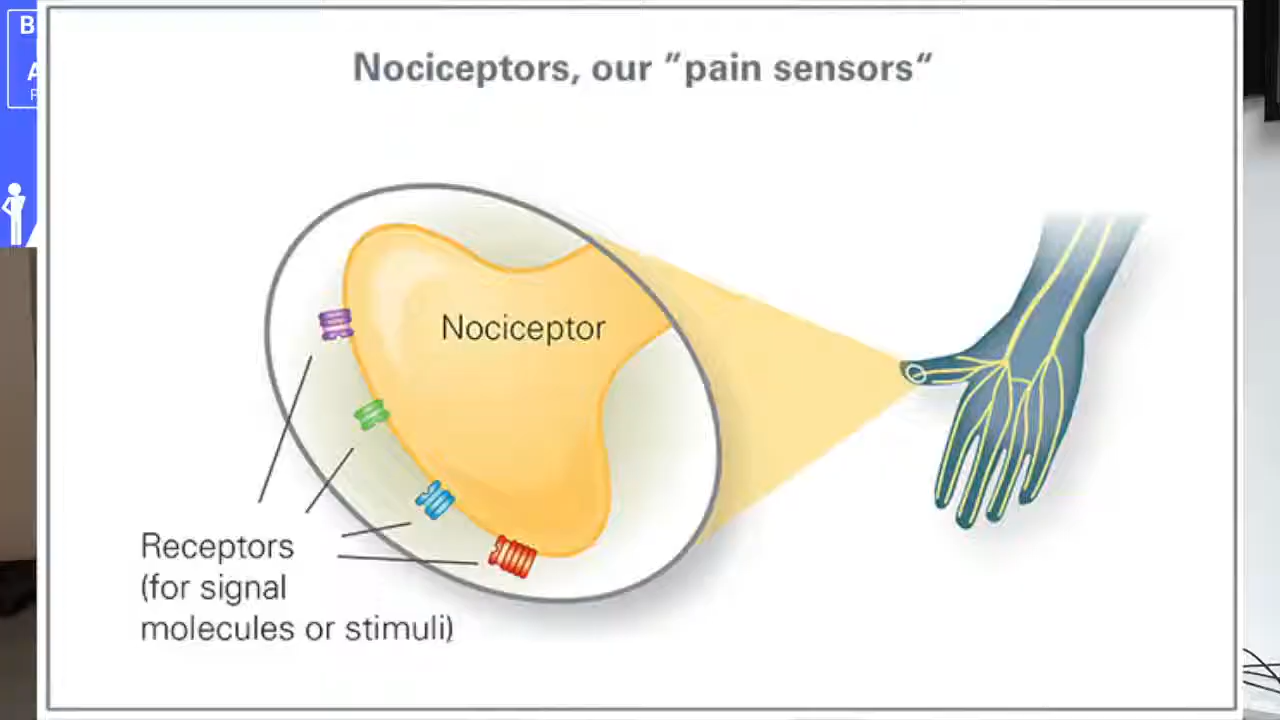 Nociceptors, our ”pain sensors“
Nociceptor
Receptors
(for signal
molecules or stimuli)